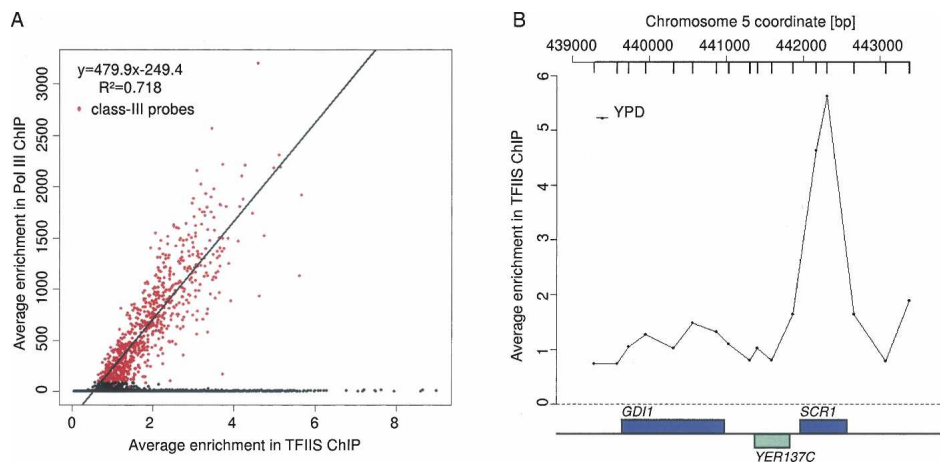 A
y=479.9x-249.4
R²=0.718
class-III probes
Average enrichment in Pol III ChIP
0 500 1000 1500 2000 2500 3000
0 2 4 6 8
Average enrichment in TFIIS ChIP
B
Chromosome 5 coordinate [bp]
439000 440000 441000 442000 443000
YPD
Average enrichment in TFIIS ChIP
0 1 2 3 4 5 6
GDI1
SCR1
YER137C